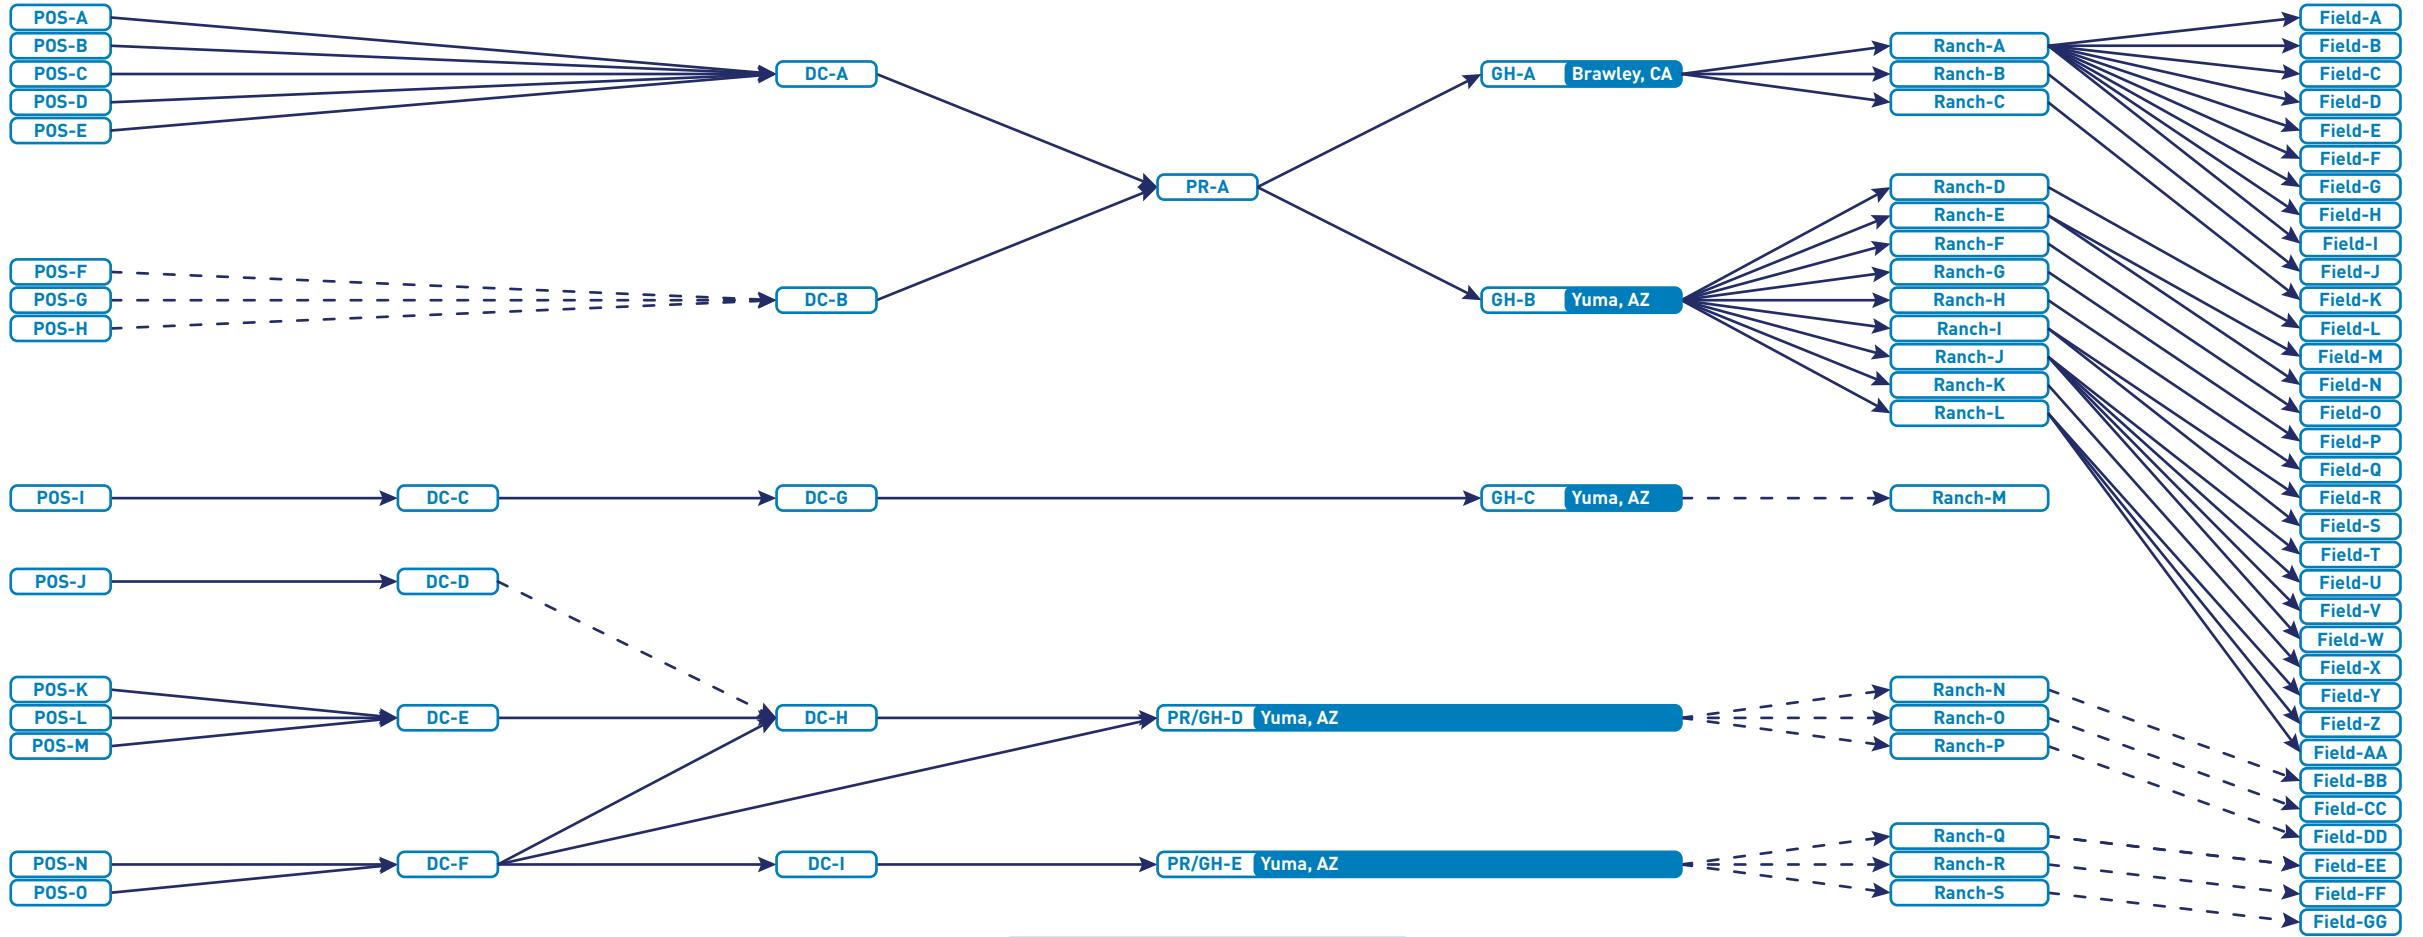 POS-A
POS-B
POS-C
POS-D
POS-E
POS-F
POS-G
POS-H
POS-I
POS-J
POS-K
POS-L
POS-M
POS-N
POS-O
DC-C
DC-D
DC-E
DC-F
DC-A
DC-B
DC-G
DC-H
DC-I
PR-A
PR/GH-D Yuma, AZ
PR/GH-E Yuma, AZ
GH-A Brawley, CA
GH-B Yuma, AZ
GH-C Yuma, AZ
Ranch-A
Ranch-B
Ranch-C
Ranch-D
Ranch-E
Ranch-F
Ranch-G
Ranch-H
Ranch-I
Ranch-J
Ranch-K
Ranch-L
Ranch-M
Ranch-N
Ranch-O
Ranch-P
Ranch-Q
Ranch-R
Ranch-S
Field-A
Field-B
Field-C
Field-D
Field-E
Field-F
Field-G
Field-H
Field-I
Field-J
Field-K
Field-L
Field-M
Field-N
Field-O
Field-P
Field-Q
Field-R
Field-S
Field-T
Field-U
Field-V
Field-W
Field-X
Field-Y
Field-Z
Field-AA
Field-BB
Field-CC
Field-DD
Field-EE
Field-FF
Field-GG